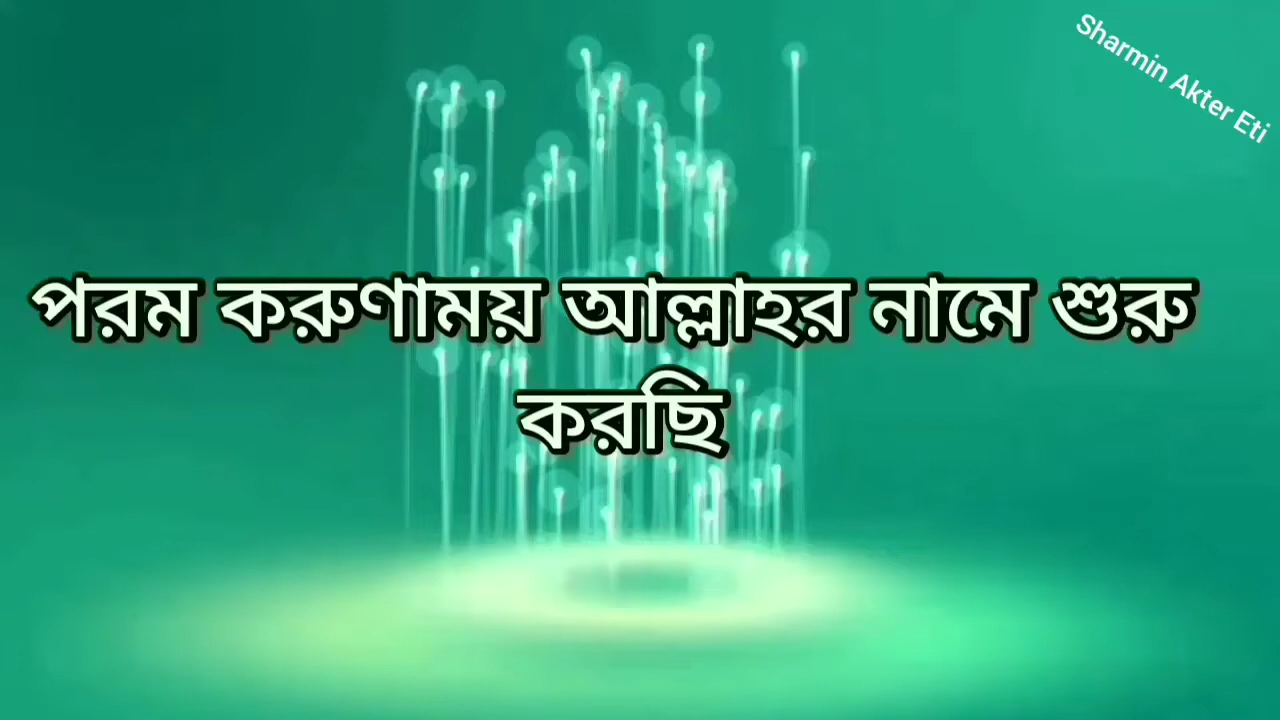 Sharmin Akter Eti
পরম করুণাময় আল্লাহর নামে শুরু
করছি